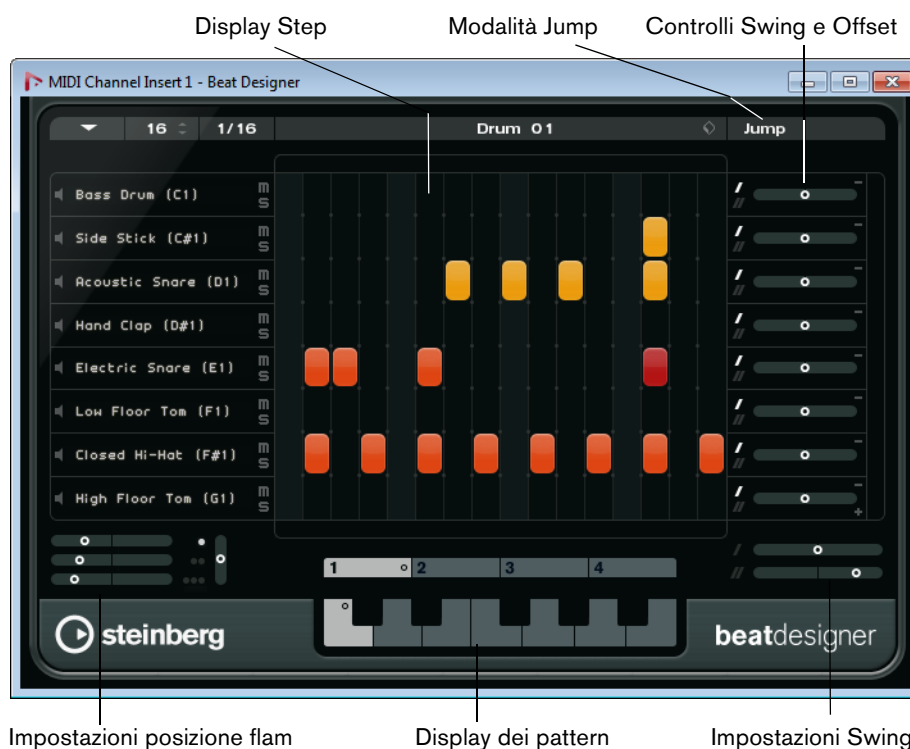 Display Step Modalità Jump Controlli Swing e Offset
MIDI Channel Insert 1 - Beat Designer
16 1/16 Drum 01 Jump
Bass Drum (C1) m
S
Side Stick (C#1) m
S
Acoustic Snare (D1) m
S
Hand Clap (D#1) m
S
Electric Snare (E1) m
S
Low Floor Tom (F1) m
S
Closed Hi-Hat (F#1) m
S
High Floor Tom (G1) m
S
1 2 3 4
steinberg beatdesigner
Impostazioni posizione flam Display dei pattern Impostazioni Swing